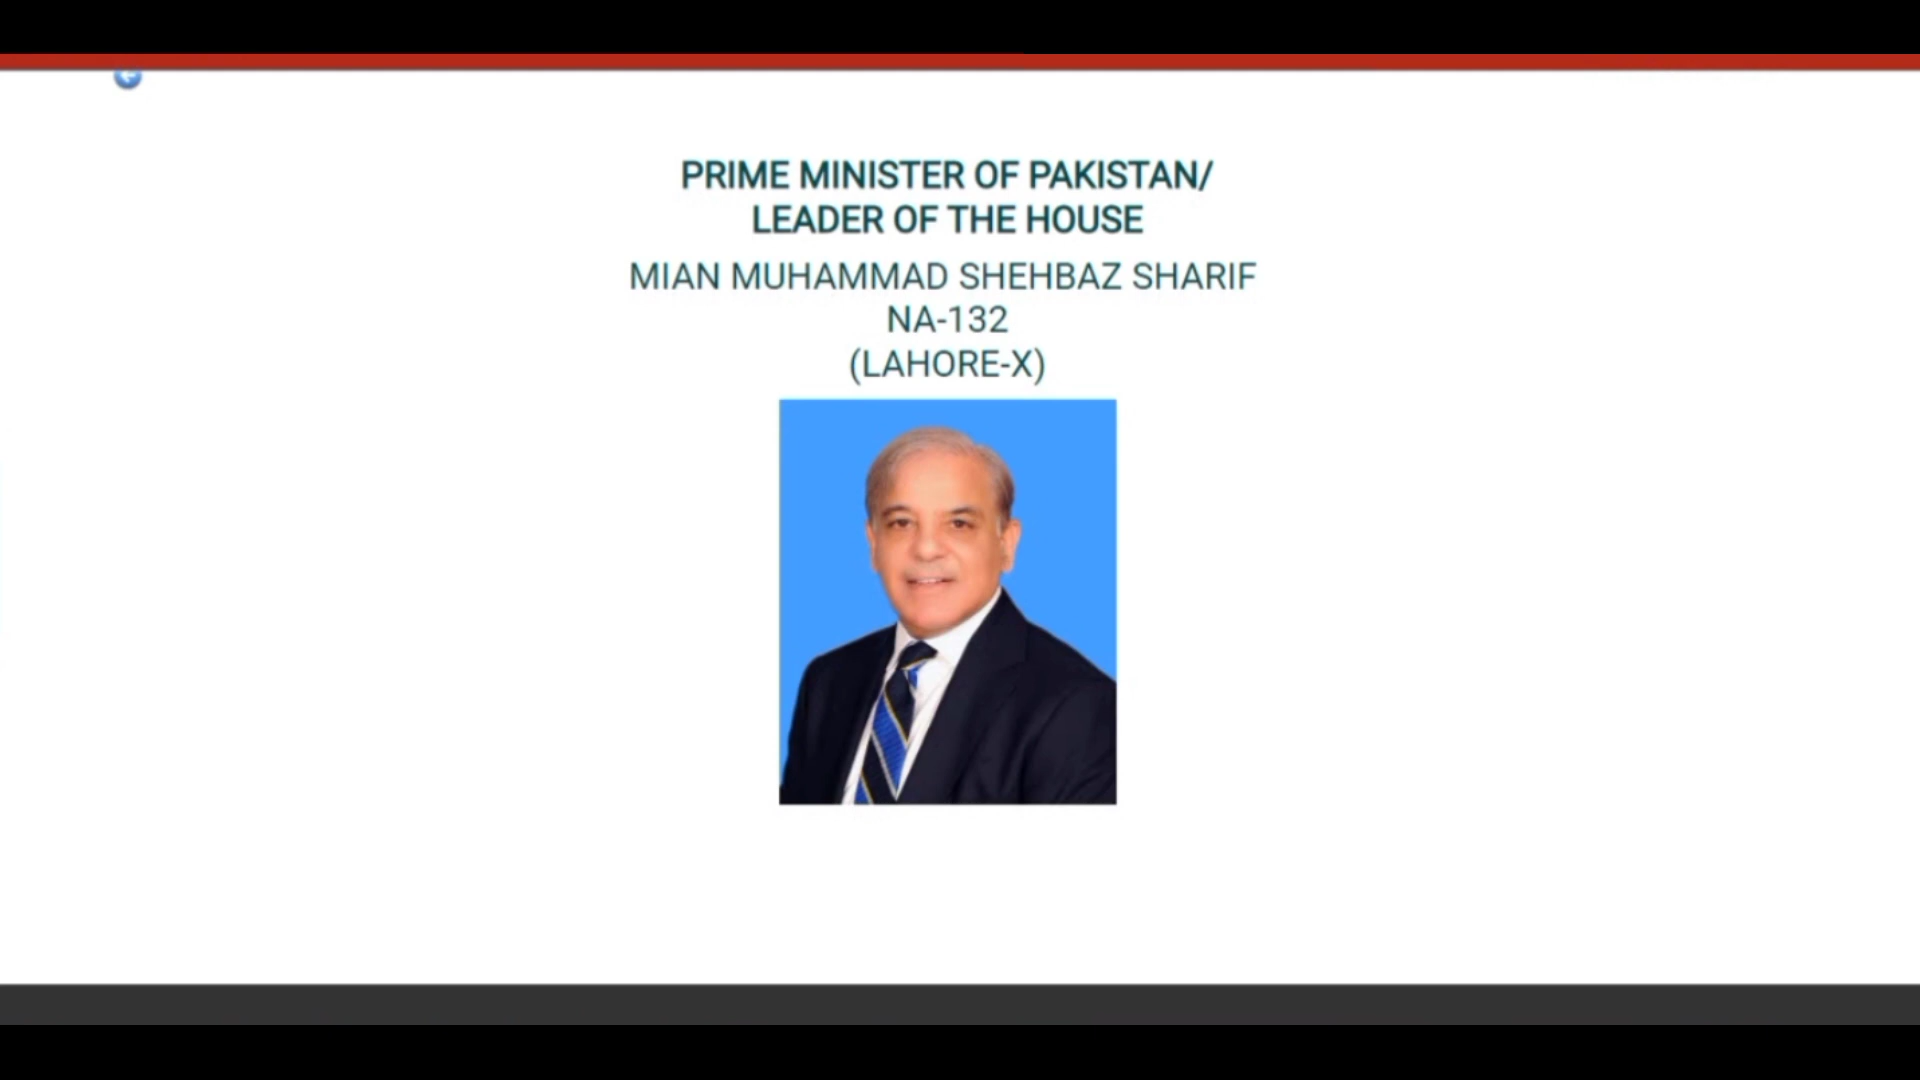 PRIME MINISTER OF PAKISTAN/
LEADER OF THE HOUSE
MIAN MUHAMMAD SHEHBAZ SHARIF
NA-132
(LAHORE-X)